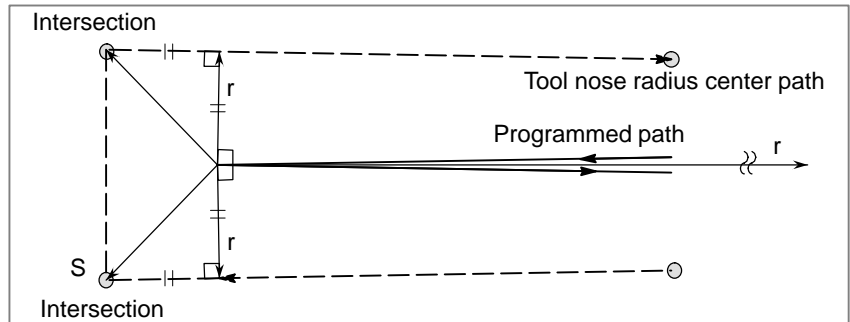 Intersection
Tool nose radius center path
r
Programmed path
r
r
S
Intersection